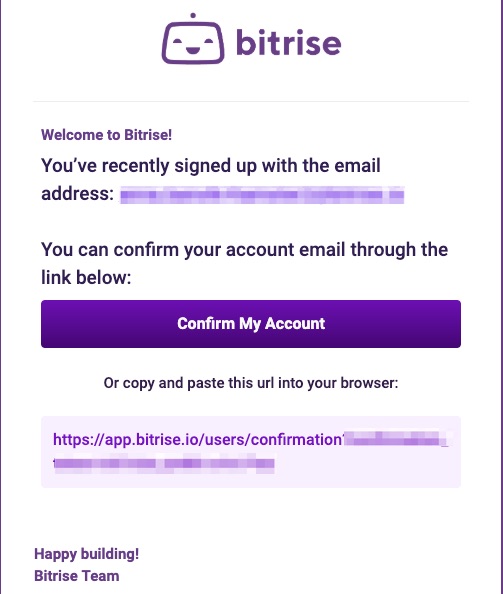 bitrise
Welcome to Bitrise!
You’ve recently signed up with the email
address:
You can confirm your account email through the
link below:
Confirm My Account
Or copy and paste this url into your browser:
https://app.bitrise.io/users/confirmation?
Happy building!
Bitrise Team